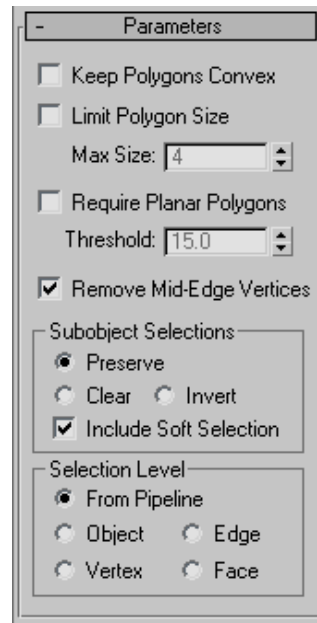 - Parameters
Keep Polygons Convex
Limit Polygon Size
Max Size: 4
Require Planar Polygons
Threshold: 15.0
Remove Mid-Edge Vertices
Subobject Selections
Preserve
Clear Invert
Include Soft Selection
Selection Level
From Pipeline
Object Edge
Vertex Face